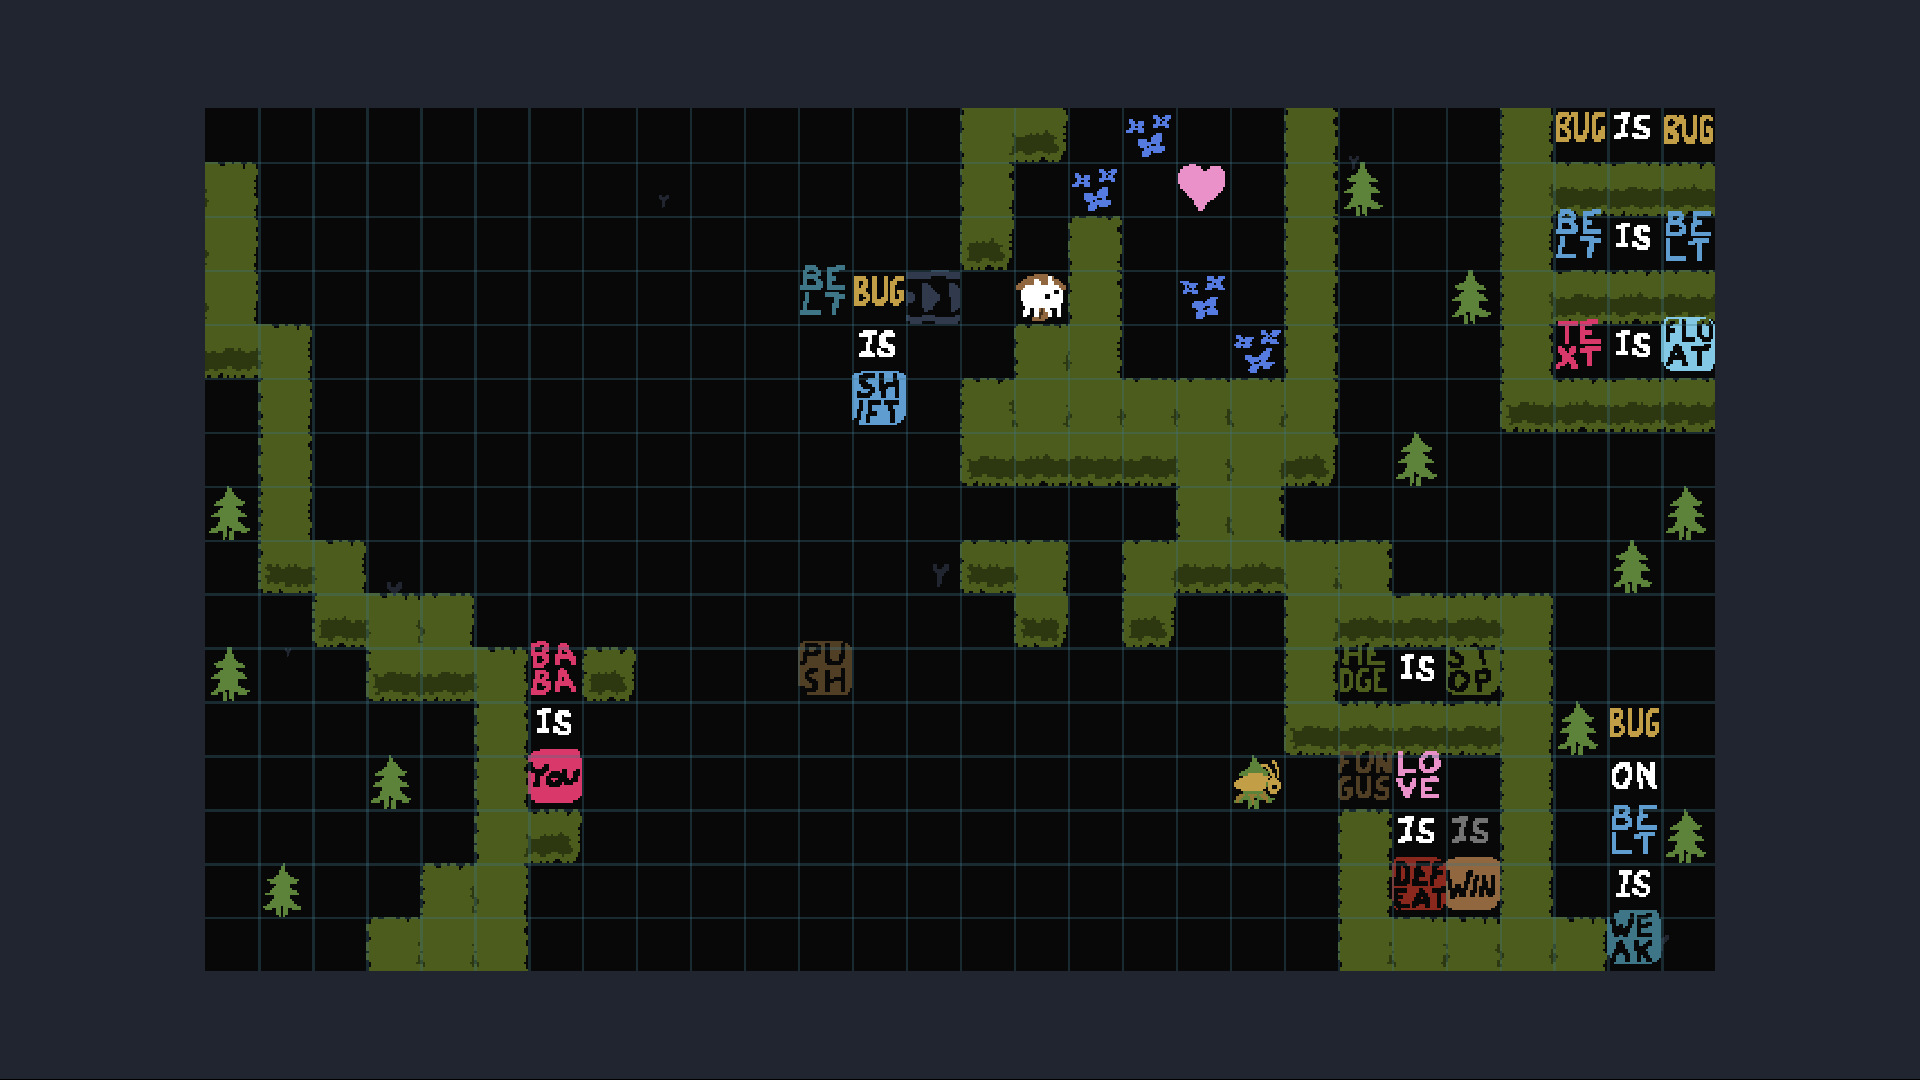 BUG IS BUG
BELT IS BELT
BELT BUG
IS
TEXT IS FLOAT
SHIFT
BABA
PUSH
HEDGE IS STOP
IS
BUG
YOU
FUNGUS LOVE
ON
IS IS
BELT
DEFEAT WIN
IS
WEAK